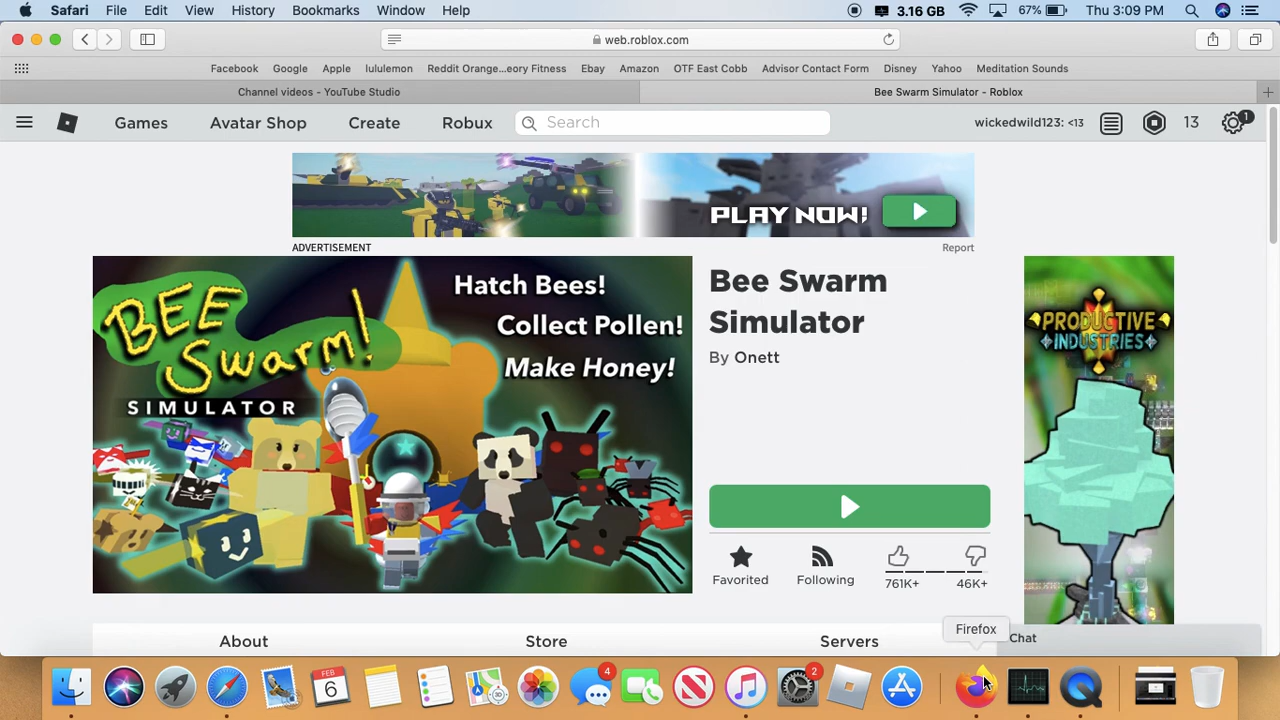 Safari File Edit View History Bookmarks Window Help 3.16 GB 67% Thu 3:09 PM
web.roblox.com
Facebook Google Apple lululemon Reddit Orange...eory Fitness Ebay Amazon OTF East Cobb Advisor Contact Form Disney Yahoo Meditation Sounds
Channel videos - YouTube Studio Bee Swarm Simulator - Roblox
Games Avatar Shop Create Robux Search wickedwild123: <13 13 1
PLAY NOW!
ADVERTISEMENT Report
BEE Swarm!
SIMULATOR
Hatch Bees!
Collect Pollen!
Make Honey!
Bee Swarm
Simulator
By Onett
PRODUCTIVE
INDUSTRIES
Favorited Following 761K+ 46K+
About Store Servers
Chat
Firefox
FEB
6
4
2